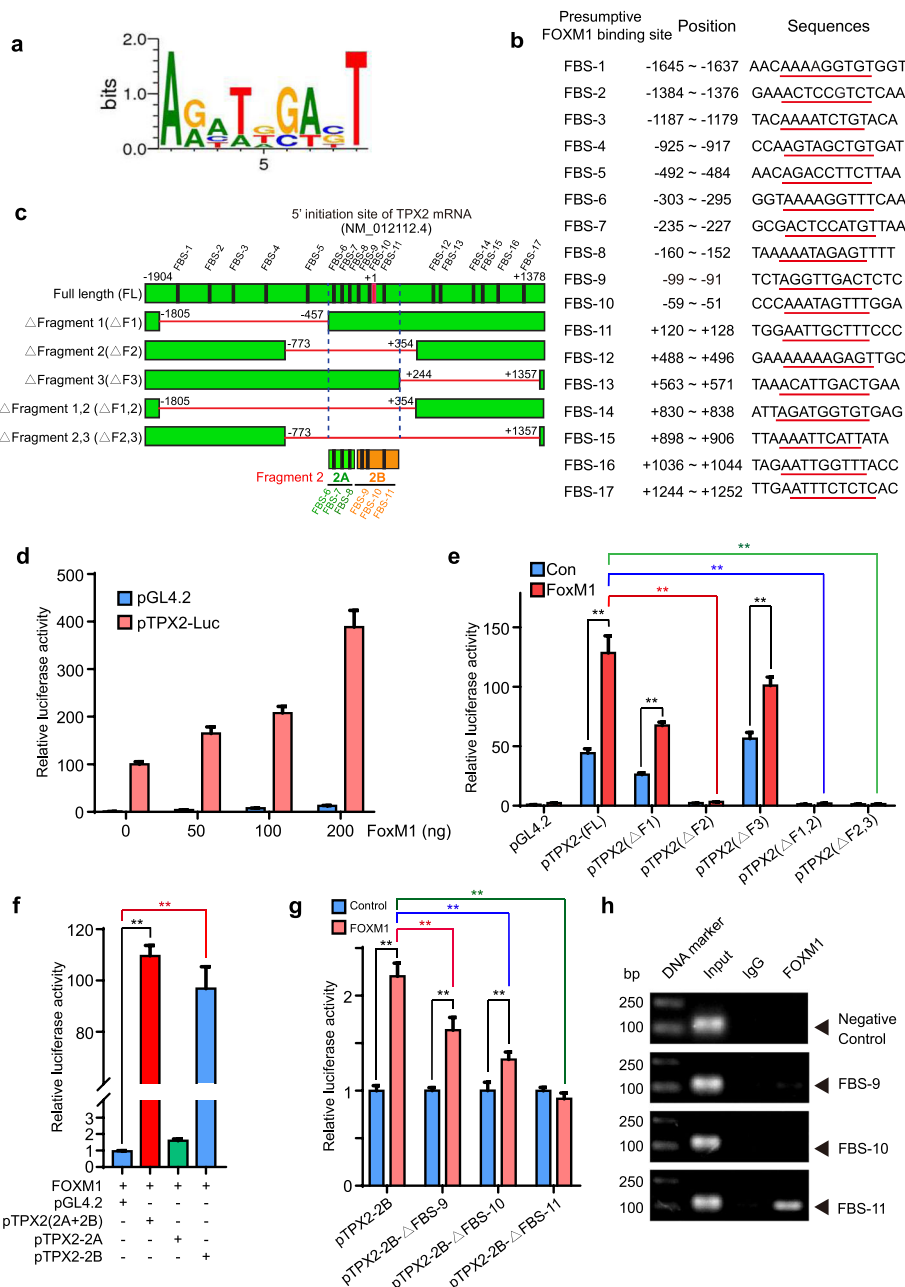 a
2.0
bits
1.0
0.0
5
b
Presumptive FOXM1 binding site Position Sequences
FBS-1 -1645 ~ -1637 AACAAAAGGTGTGGT
FBS-2 -1384 ~ -1376 GAAACTCCGTCTCAA
FBS-3 -1187 ~ -1179 TACAAAATCTGTACA
FBS-4 -925 ~ -917 CCAAGTAGCTGTGAT
FBS-5 -492 ~ -484 AACAGACCTTCTTAA
FBS-6 -303 ~ -295 GGTAAAAGGTTTCAA
FBS-7 -235 ~ -227 GCGACTCCATGTTAA
FBS-8 -160 ~ -152 TAAAAATAGAGTTTT
FBS-9 -99 ~ -91 TCTAGGTTGACTCTC
FBS-10 -59 ~ -51 CCCAAATAGTTTGGA
FBS-11 +120 ~ +128 TGGAATTGCTTTCCC
FBS-12 +488 ~ +496 GAAAAAAAGAGTTGC
FBS-13 +563 ~ +571 TAAACATTGACTGAA
FBS-14 +830 ~ +838 ATTAGATGGTGTGAG
FBS-15 +898 ~ +906 TTAAAATTCATTATA
FBS-16 +1036 ~ +1044 TAGAATTGGTTTACC
FBS-17 +1244 ~ +1252 TTGAATTTCTCTCAC
c
5' initiation site of TPX2 mRNA
(NM_012112.4)
FBS-1 FBS-2 FBS-3 FBS-4 FBS-5 FBS-6 FBS-7 FBS-8 FBS-9 FBS-10 FBS-11 FBS-12 FBS-13 FBS-14 FBS-15 FBS-16 FBS-17
-1904 +1 +1378
Full length (FL)
△Fragment 1(△F1) -1805 -457
△Fragment 2(△F2) -773 +354
△Fragment 3(△F3) +244 +1357
△Fragment 1,2 (△F1,2) -1805 +354
△Fragment 2,3 (△F2,3) -773 +1357
Fragment 2 2A 2B
FBS-6 FBS-7 FBS-8 FBS-9 FBS-10 FBS-11
d
Relative luciferase activity
500
400
300
200
100
0
pGL4.2
pTPX2-Luc
0 50 100 200 FoxM1 (ng)
e
Relative luciferase activity
150
100
50
0
Con
FoxM1
**
**
**
** ** **
pGL4.2 pTPX2-(FL) pTPX2(△F1) pTPX2(△F2) pTPX2(△F3) pTPX2(△F1,2) pTPX2(△F2,3)
f
Relative luciferase activity
120
100
80
3
2
1
0
**
**
FOXM1 + + + +
pGL4.2 + - - -
pTPX2(2A+2B) - + - -
pTPX2-2A - - + -
pTPX2-2B - - - +
g
Relative luciferase activity
2
1
0
Control
FOXM1
**
**
**
** ** **
pTPX2-2B pTPX2-2B-△FBS-9 pTPX2-2B-△FBS-10 pTPX2-2B-△FBS-11
h
bp DNA marker Input IgG FOXM1
250
100
Negative
Control
250
100 FBS-9
250
100 FBS-10
250
100 FBS-11